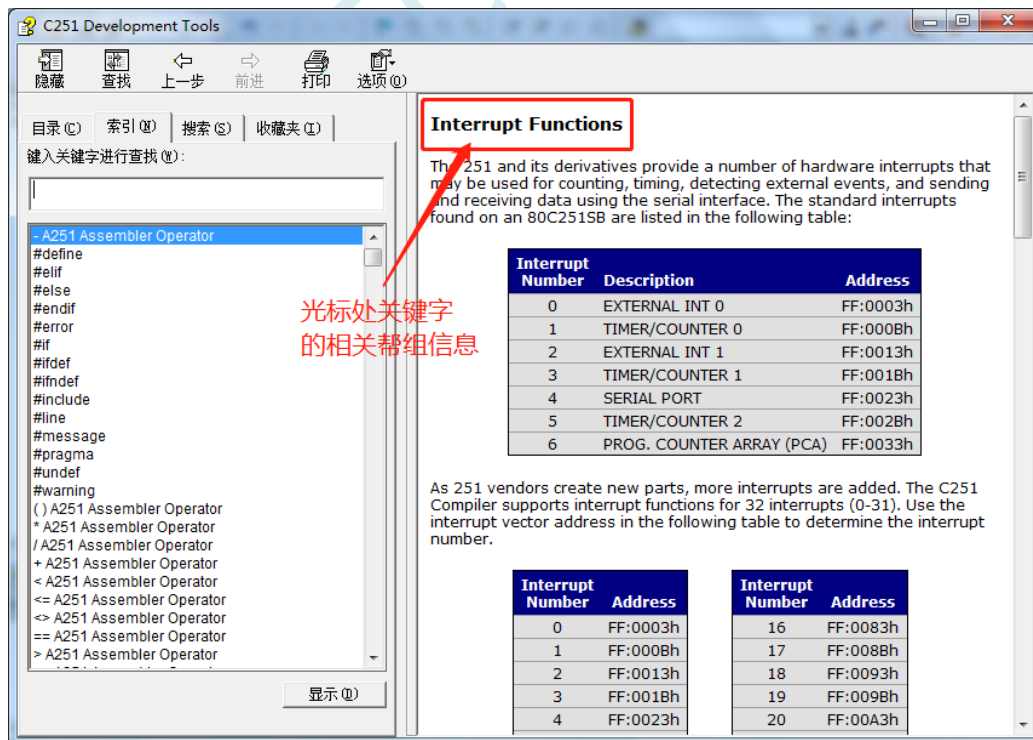 C251 Development Tools
隐藏 查找 上一步 前进 打印 选项(O)
目录(C) 索引(N) 搜索(S) 收藏夹(I)
键入关键字进行查找(W):
- A251 Assembler Operator
#define
#elif
#else
#endif
#error
#if
#ifdef
#ifndef
#include
#line
#message
#pragma
#undef
#warning
( ) A251 Assembler Operator
* A251 Assembler Operator
/ A251 Assembler Operator
+ A251 Assembler Operator
< A251 Assembler Operator
<= A251 Assembler Operator
<> A251 Assembler Operator
== A251 Assembler Operator
> A251 Assembler Operator
显示(D)
光标处关键字
的相关帮组信息
Interrupt Functions
The 251 and its derivatives provide a number of hardware interrupts that
may be used for counting, timing, detecting external events, and sending
and receiving data using the serial interface. The standard interrupts
found on an 80C251SB are listed in the following table:
Interrupt
Number Description Address
0 EXTERNAL INT 0 FF:0003h
1 TIMER/COUNTER 0 FF:000Bh
2 EXTERNAL INT 1 FF:0013h
3 TIMER/COUNTER 1 FF:001Bh
4 SERIAL PORT FF:0023h
5 TIMER/COUNTER 2 FF:002Bh
6 PROG. COUNTER ARRAY (PCA) FF:0033h
As 251 vendors create new parts, more interrupts are added. The C251
Compiler supports interrupt functions for 32 interrupts (0-31). Use the
interrupt vector address in the following table to determine the interrupt
number.
Interrupt Interrupt
Number Address Number Address
0 FF:0003h 16 FF:0083h
1 FF:000Bh 17 FF:008Bh
2 FF:0013h 18 FF:0093h
3 FF:001Bh 19 FF:009Bh
4 FF:0023h 20 FF:00A3h